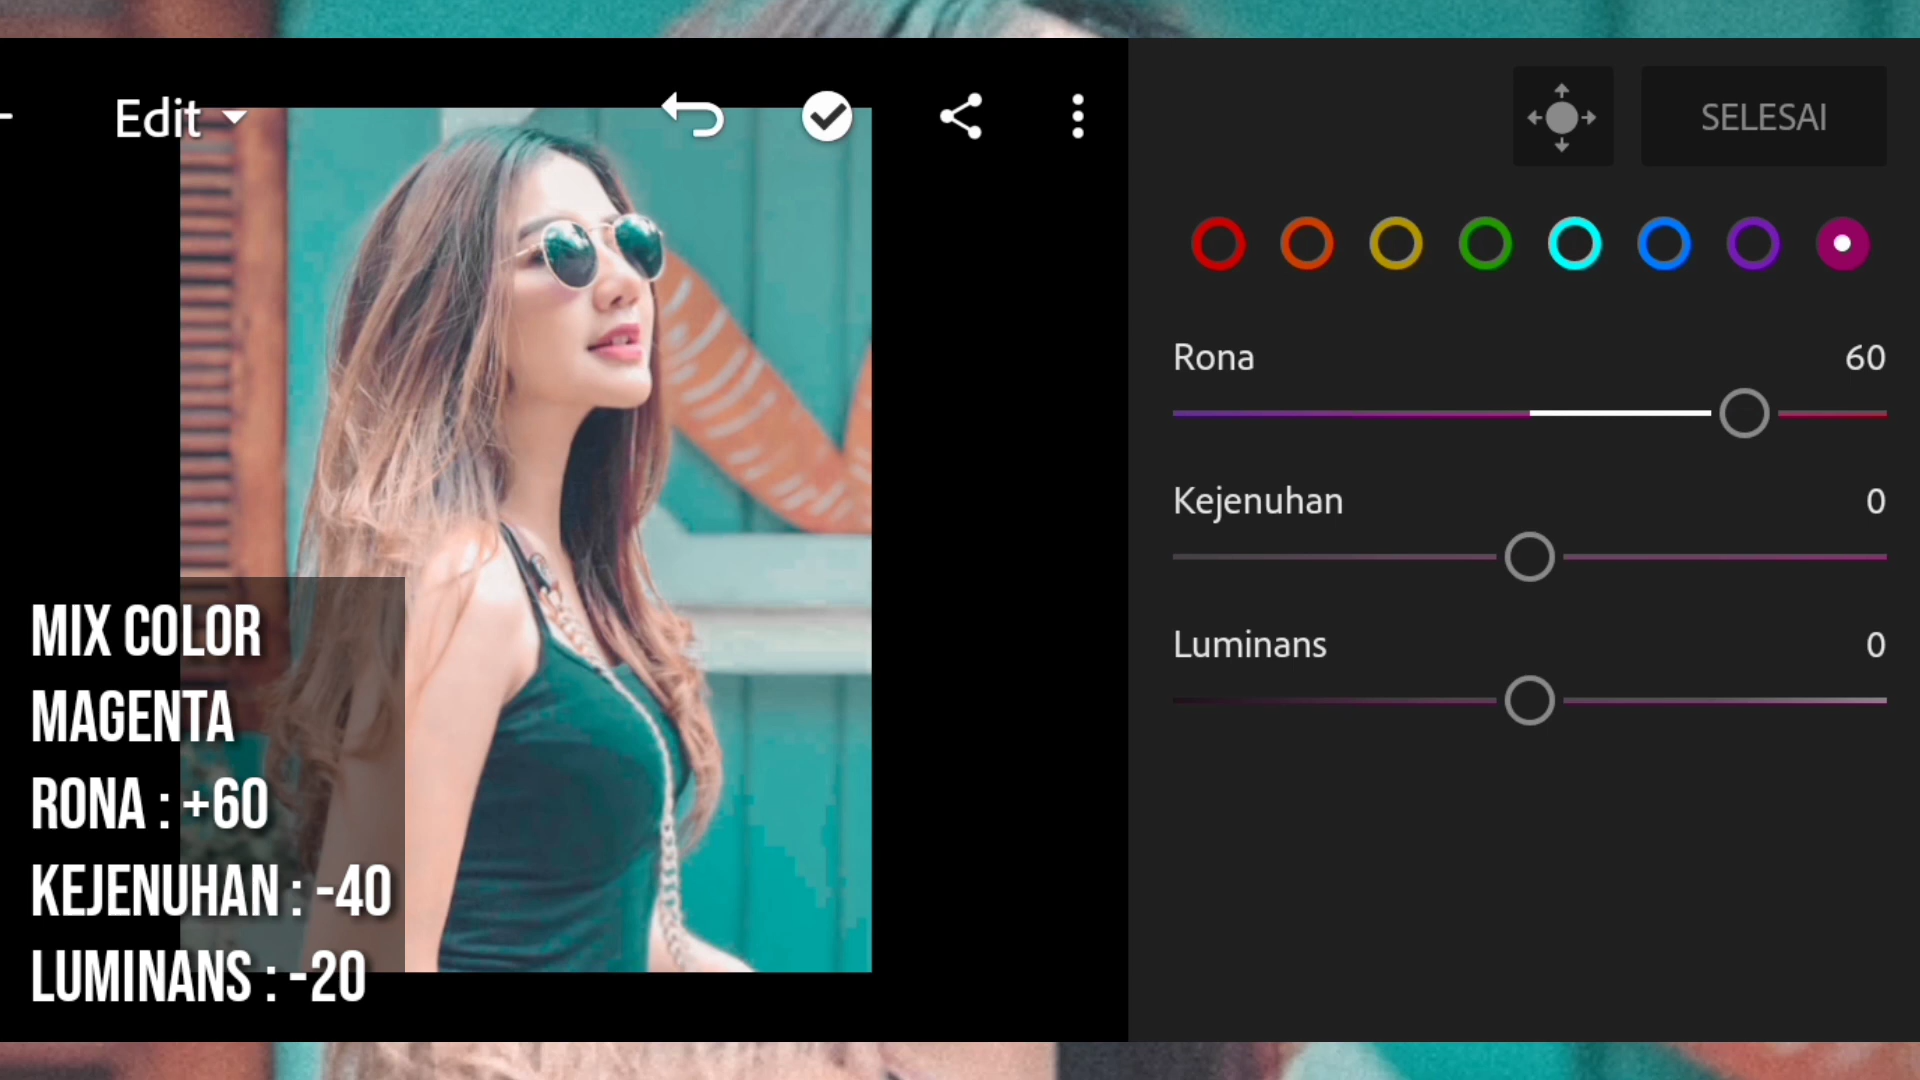 Edit
SELESAI
Rona 60
Kejenuhan 0
Luminans 0
MIX COLOR
MAGENTA
RONA : +60
KEJENUHAN : -40
LUMINANS : -20